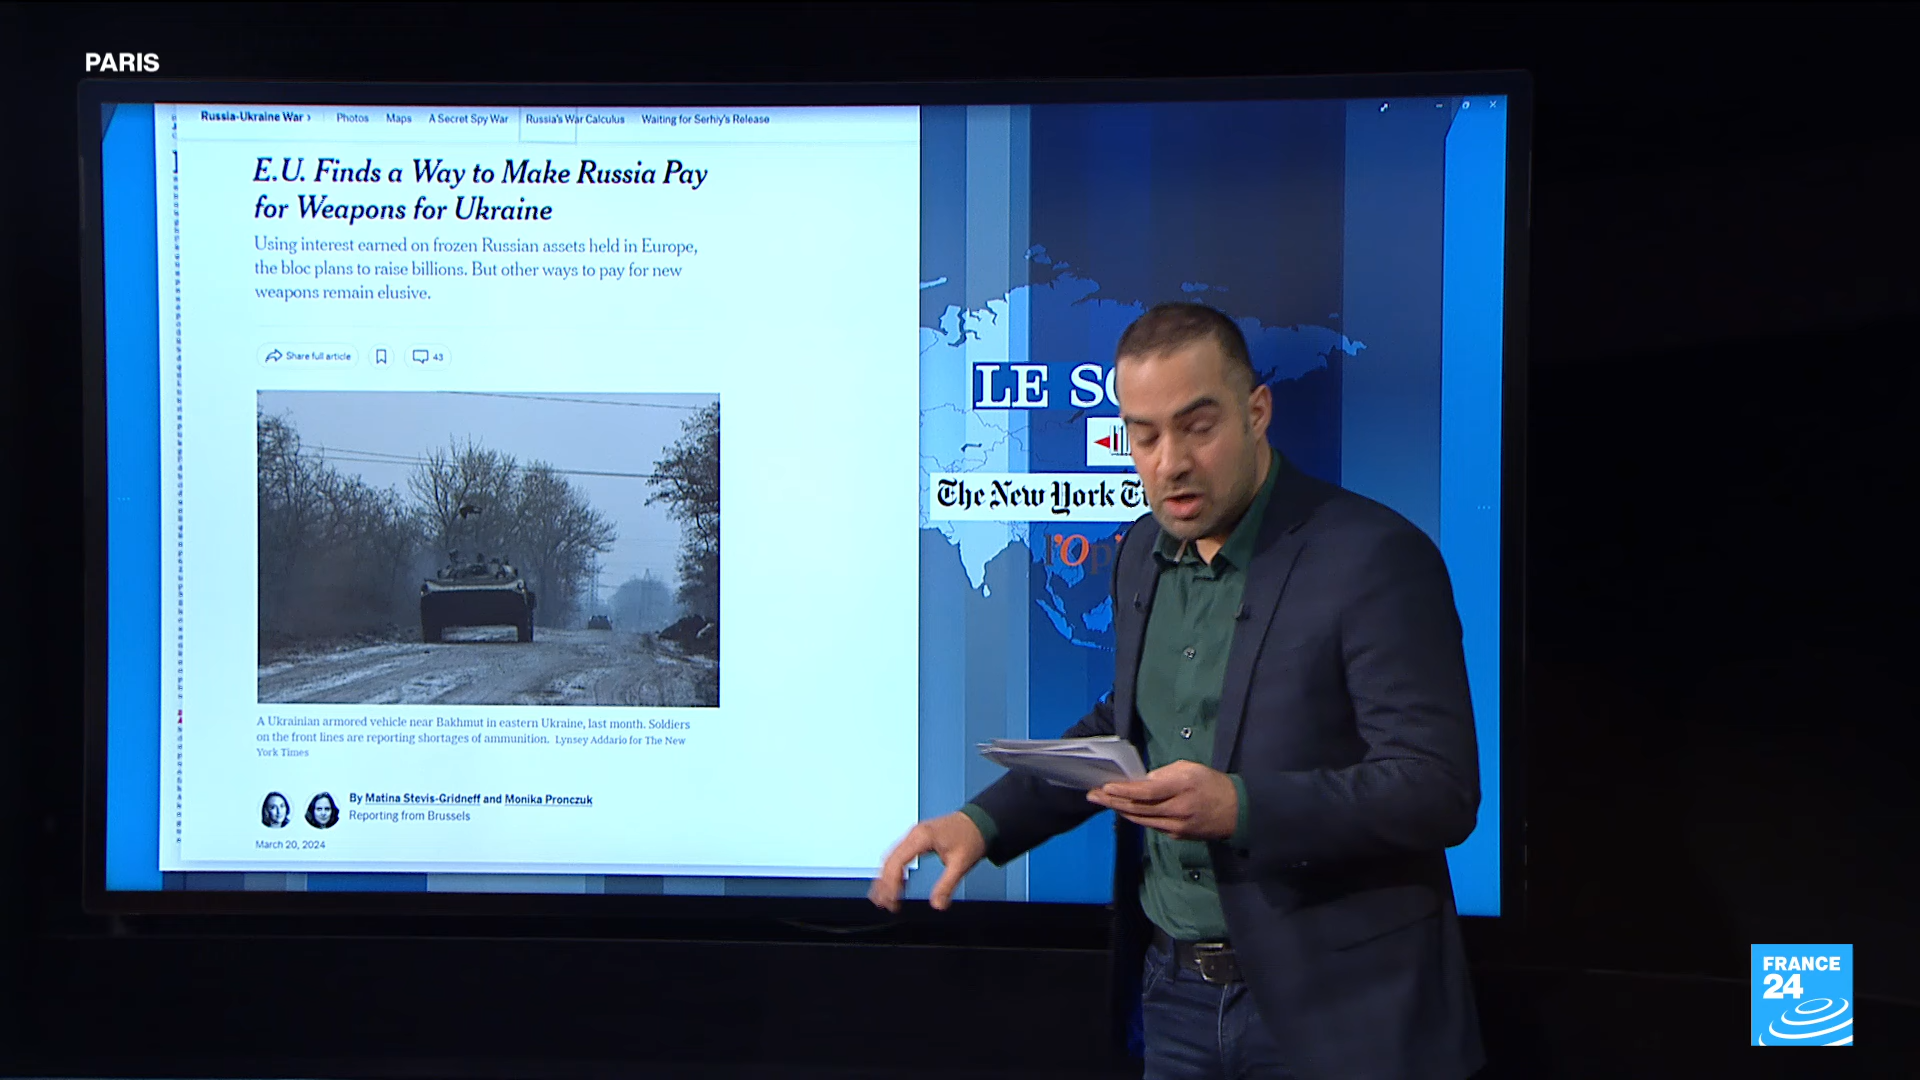 PARIS
Russia-Ukraine War › Photos Maps A Secret Spy War Russia's War Calculus Waiting for Serhiy's Release
E.U. Finds a Way to Make Russia Pay
for Weapons for Ukraine
Using interest earned on frozen Russian assets held in Europe,
the bloc plans to raise billions. But other ways to pay for new
weapons remain elusive.
Share full article 43
LE SO
The New York Ti
l'Opi
A Ukrainian armored vehicle near Bakhmut in eastern Ukraine, last month. Soldiers
on the front lines are reporting shortages of ammunition. Lynsey Addario for The New
York Times
By Matina Stevis-Gridneff and Monika Pronczuk
Reporting from Brussels
March 20, 2024
FRANCE
24